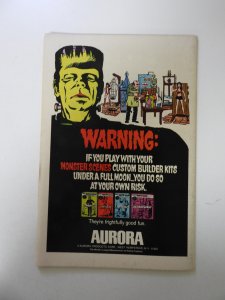 WARNING:
IF YOU PLAY WITH YOUR
MONSTER SCENES CUSTOM BUILDER KITS
UNDER A FULL MOON...YOU DO SO
AT YOUR OWN RISK.
They're frightfully good fun.
AURORA